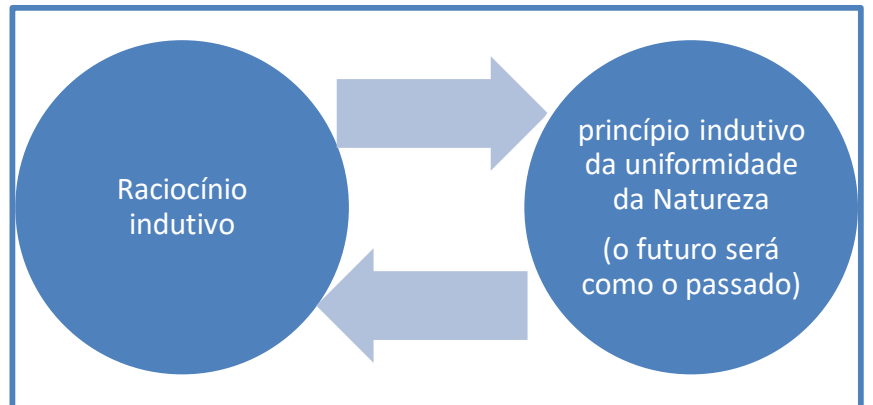 Raciocínio
indutivo
princípio indutivo
da uniformidade
da Natureza
(o futuro será
como o passado)